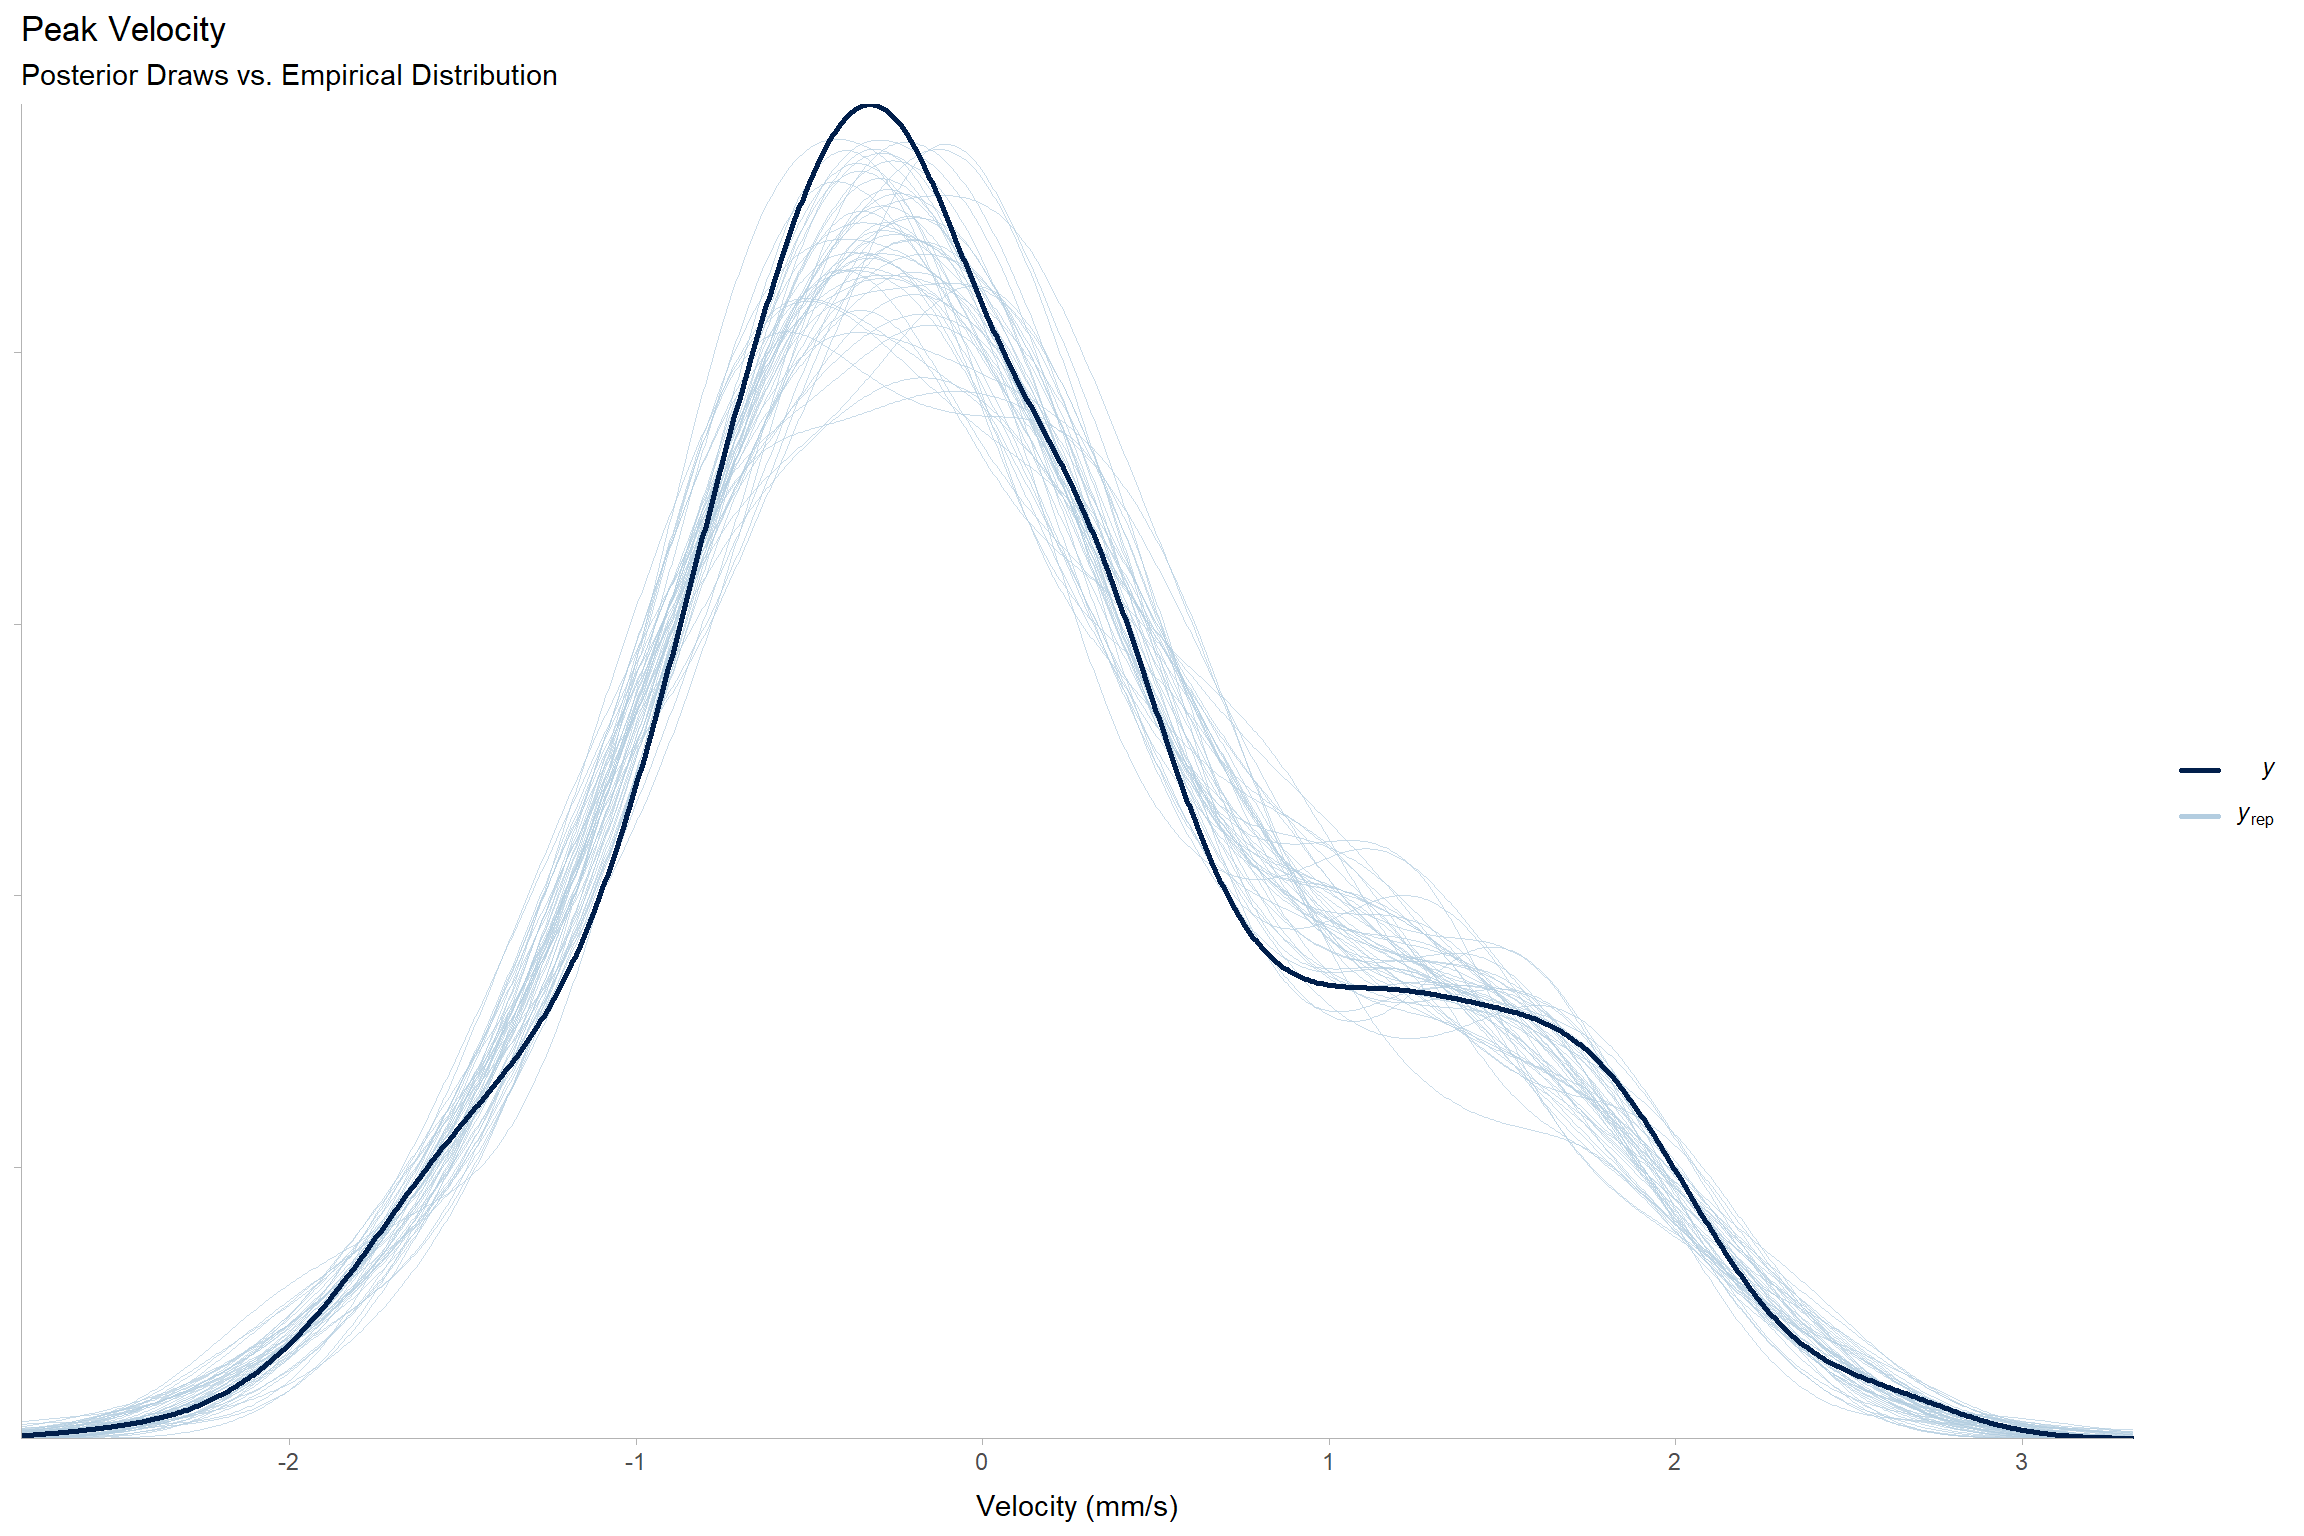 Peak Velocity
Posterior Draws vs. Empirical Distribution
y
yrep
-2 -1 0 1 2 3
Velocity (mm/s)